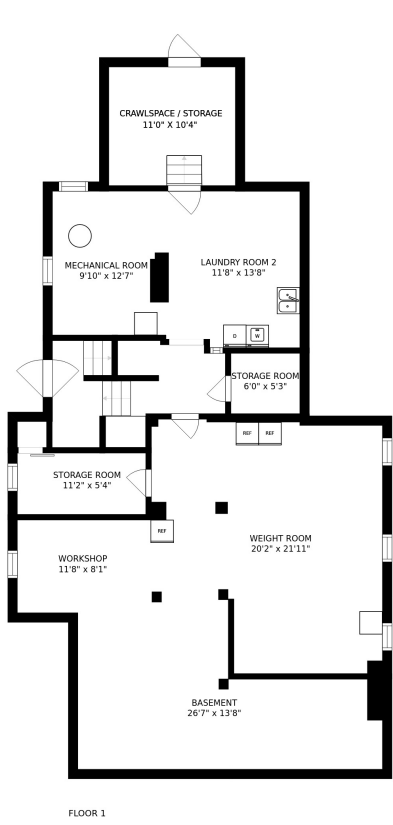 CRAWLSPACE / STORAGE
11'0" X 10'4"
MECHANICAL ROOM
9'10" x 12'7"
LAUNDRY ROOM 2
11'8" x 13'8"
D
W
STORAGE ROOM
6'0" x 5'3"
REF
REF
STORAGE ROOM
11'2" x 5'4"
REF
WEIGHT ROOM
20'2" x 21'11"
WORKSHOP
11'8" x 8'1"
BASEMENT
26'7" x 13'8"
FLOOR 1